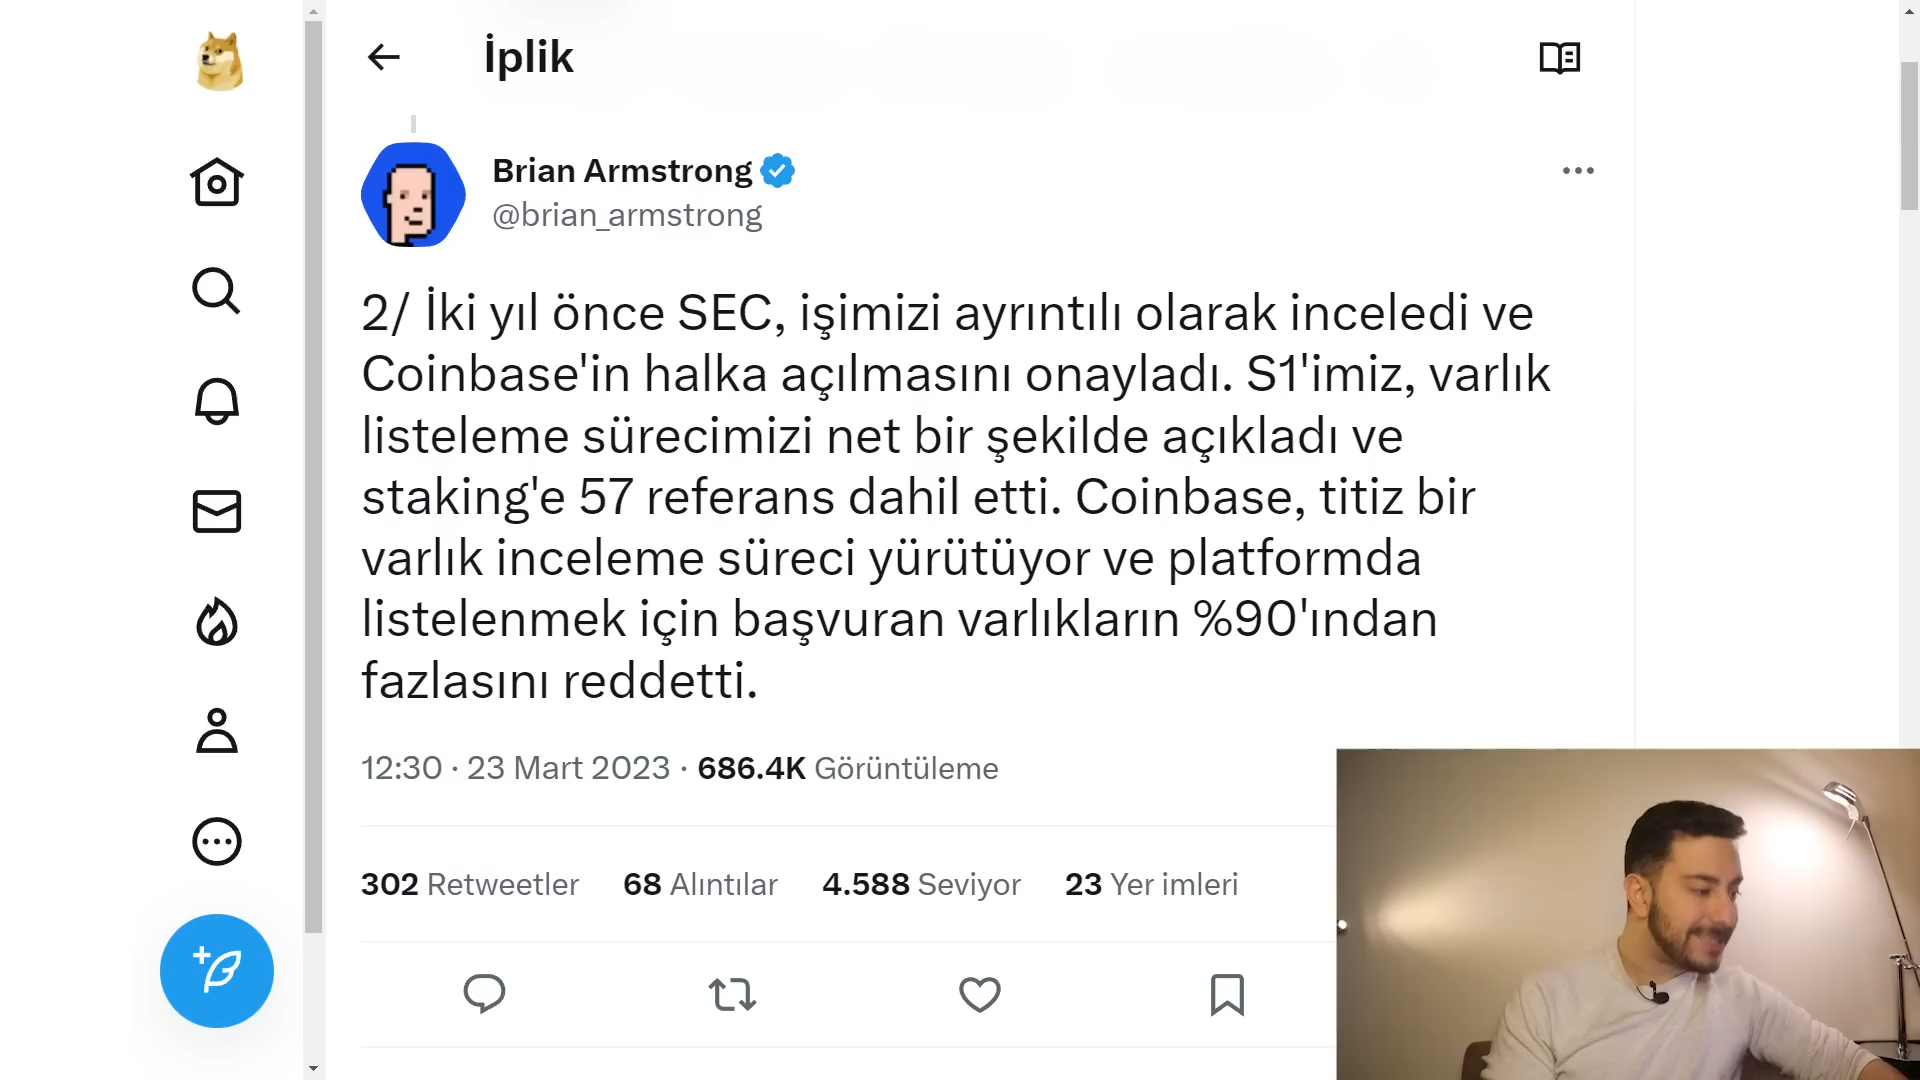 İplik
Brian Armstrong
@brian_armstrong
2/ İki yıl önce SEC, işimizi ayrıntılı olarak inceledi ve
Coinbase'in halka açılmasını onayladı. S1'imiz, varlık
listeleme sürecimizi net bir şekilde açıkladı ve
staking'e 57 referans dahil etti. Coinbase, titiz bir
varlık inceleme süreci yürütüyor ve platformda
listelenmek için başvuran varlıkların %90'ından
fazlasını reddetti.
12:30 · 23 Mart 2023 · 686.4K Görüntüleme
302 Retweetler 68 Alıntılar 4.588 Seviyor 23 Yer imleri